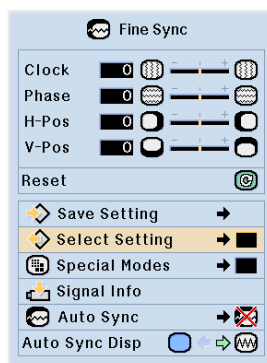 Fine Sync
Clock 0
Phase 0
H-Pos 0
V-Pos 0
Reset
Save Setting
Select Setting
Special Modes
Signal Info
Auto Sync
Auto Sync Disp